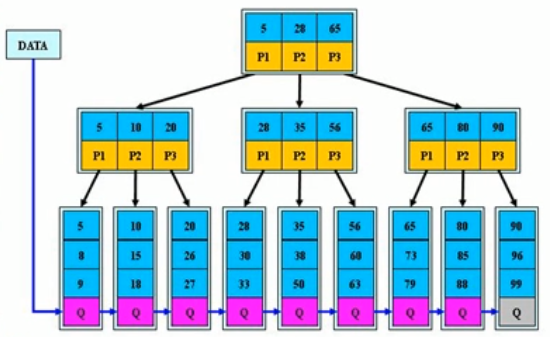 5 28 65
DATA
P1 P2 P3
5 10 20 28 35 56 65 80 90
P1 P2 P3 P1 P2 P3 P1 P2 P3
5 10 20 28 35 56 65 80 90
8 15 26 30 38 60 73 85 96
9 18 27 33 50 63 79 88 99
Q Q Q Q Q Q Q Q Q